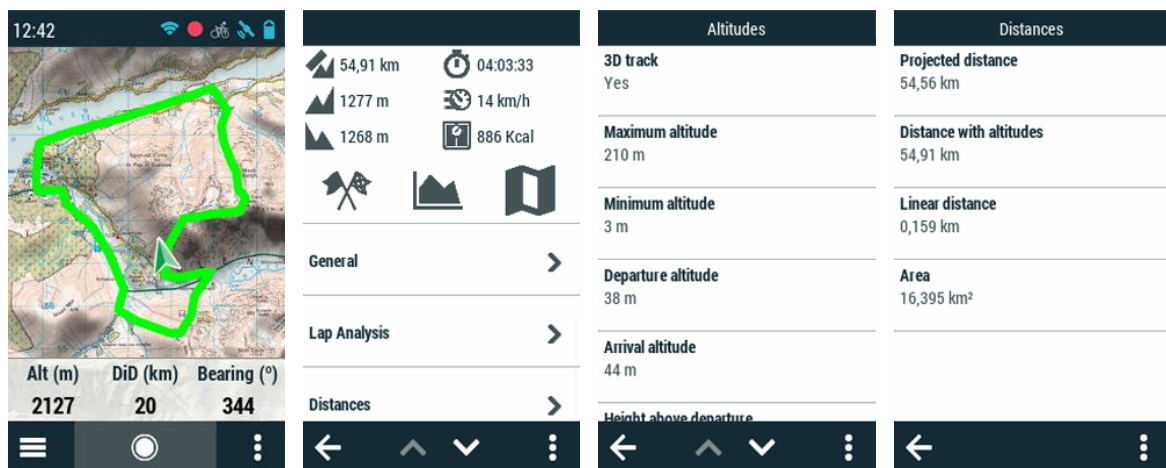 12:42
Alt (m) DiD (km) Bearing (º)
2127 20 344
54,91 km 04:03:33
1277 m 14 km/h
1268 m 886 Kcal
General
Lap Analysis
Distances
Altitudes
3D track
Yes
Maximum altitude
210 m
Minimum altitude
3 m
Departure altitude
38 m
Arrival altitude
44 m
Height above departure
Distances
Projected distance
54,56 km
Distance with altitudes
54,91 km
Linear distance
0,159 km
Area
16,395 km²